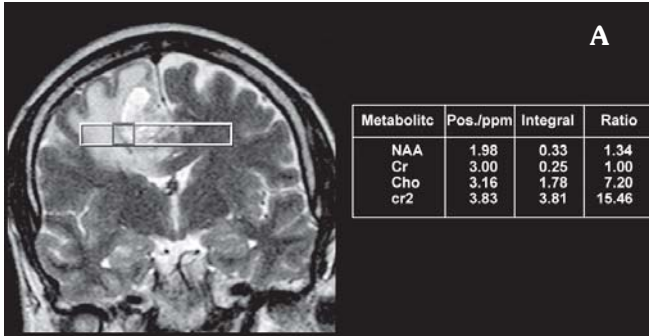 A
Metabolitc Pos./ppm Integral Ratio
NAA 1.98 0.33 1.34
Cr 3.00 0.25 1.00
Cho 3.16 1.78 7.20
cr2 3.83 3.81 15.46